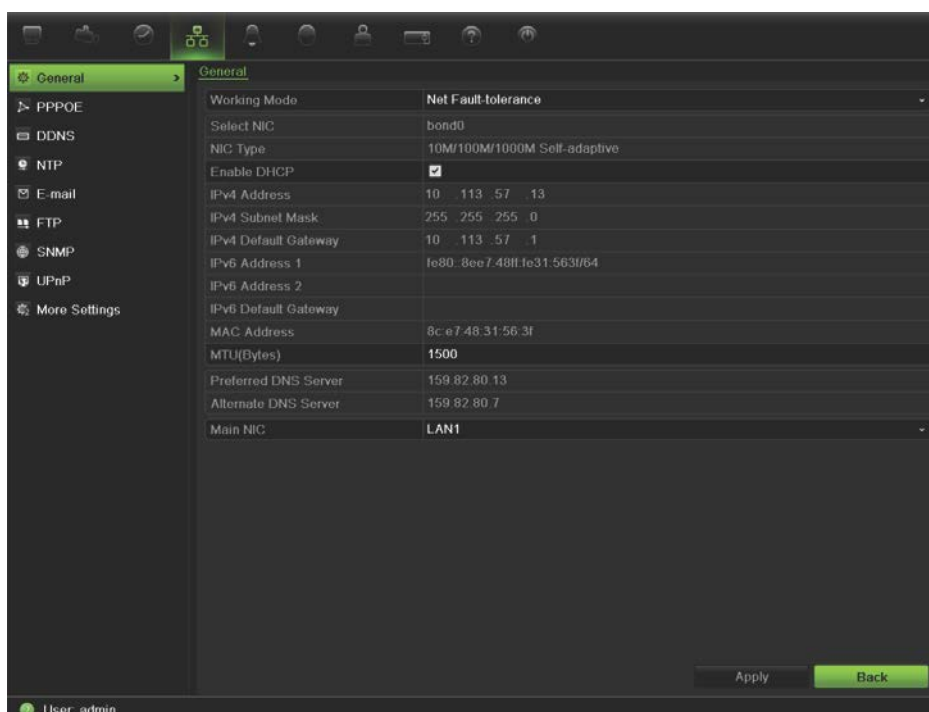 General
PPPOE
DDNS
NTP
E-mail
FTP
SNMP
UPnP
More Settings
General
Working Mode Net Fault-tolerance
Select NIC bond0
NIC Type 10M/100M/1000M Self-adaptive
Enable DHCP
IPv4 Address 10 .113 .57 .13
IPv4 Subnet Mask 255 .255 .255 .0
IPv4 Default Gateway 10 .113 .57 .1
IPv6 Address 1 fe80::8ee7:48ff:fe31:563f/64
IPv6 Address 2
IPv6 Default Gateway
MAC Address 8c:e7:48:31:56:3f
MTU(Bytes) 1500
Preferred DNS Server 159.82.80.13
Alternate DNS Server 159.82.80.7
Main NIC LAN1
Apply Back
User: admin